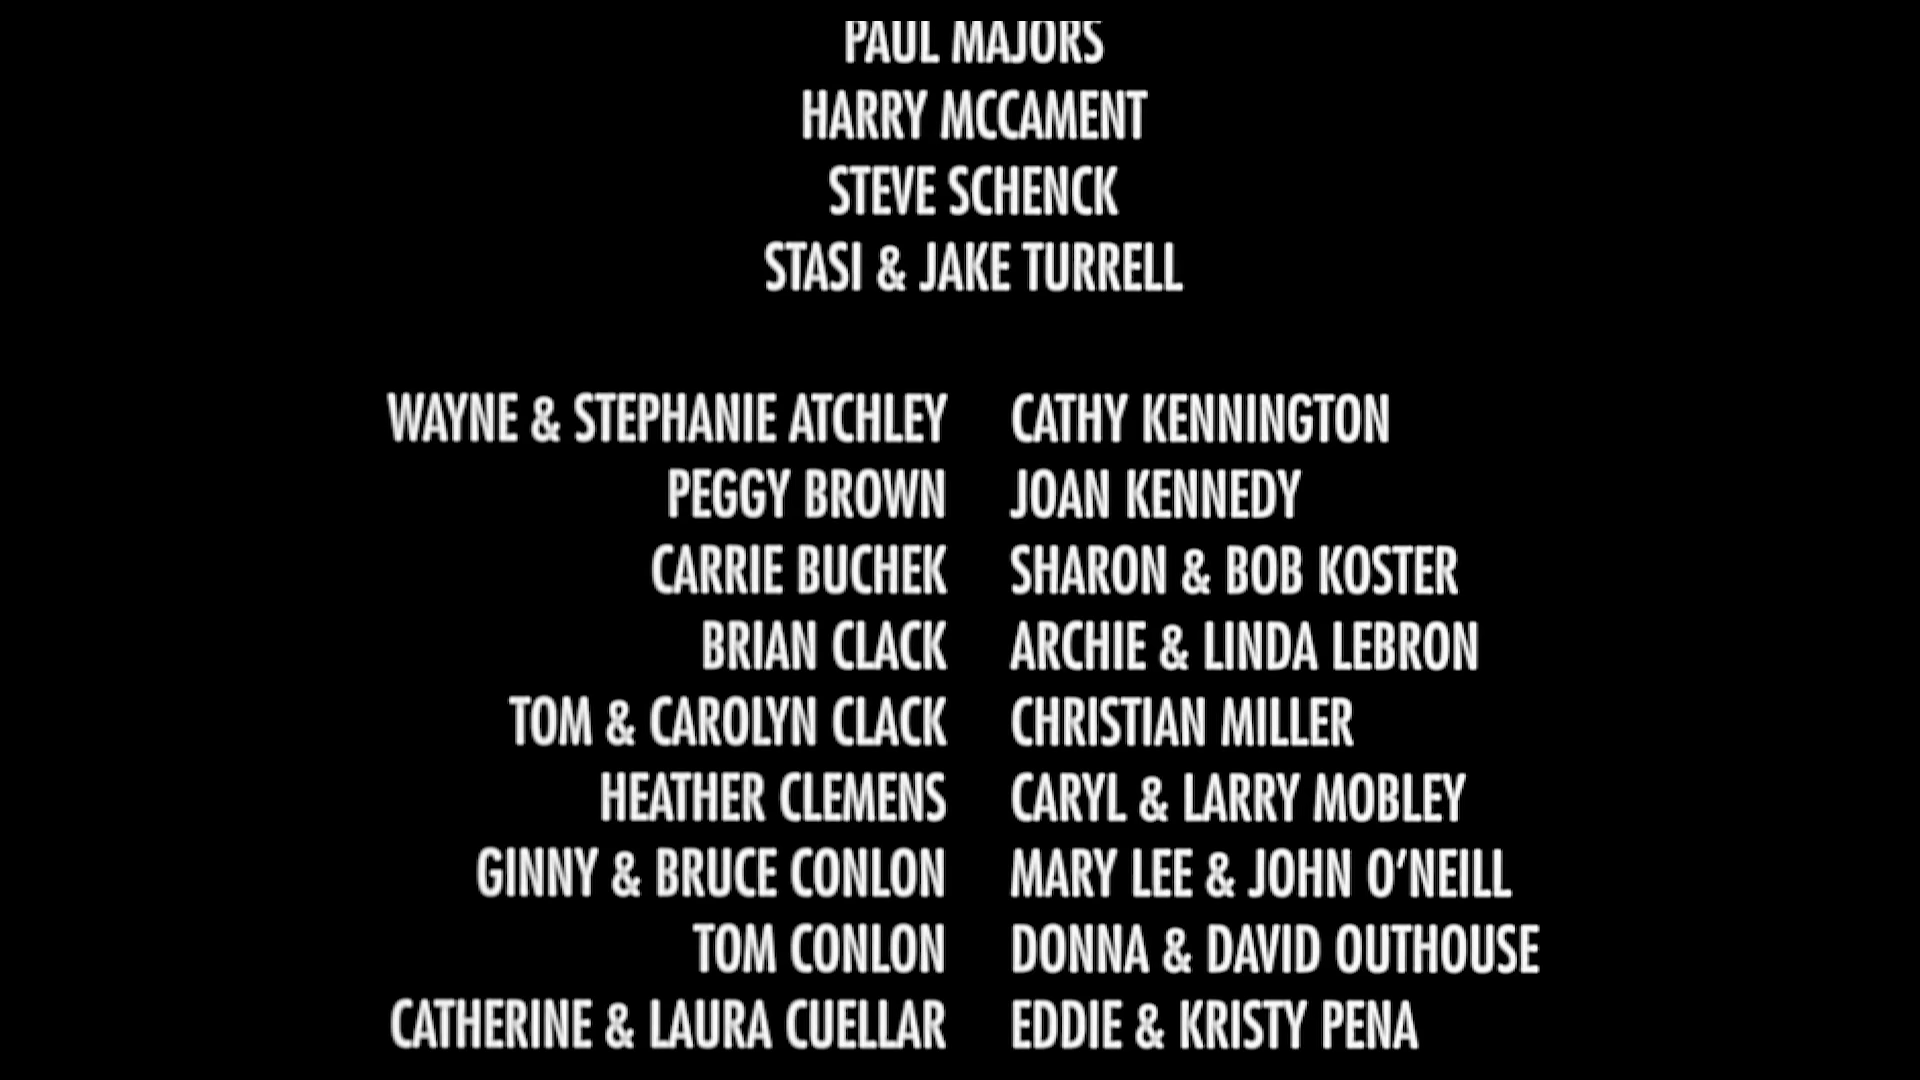 PAUL MAJORS
HARRY MCCAMENT
STEVE SCHENCK
STASI & JAKE TURRELL
WAYNE & STEPHANIE ATCHLEY CATHY KENNINGTON
PEGGY BROWN JOAN KENNEDY
CARRIE BUCHEK SHARON & BOB KOSTER
BRIAN CLACK ARCHIE & LINDA LEBRON
TOM & CAROLYN CLACK CHRISTIAN MILLER
HEATHER CLEMENS CARYL & LARRY MOBLEY
GINNY & BRUCE CONLON MARY LEE & JOHN O’NEILL
TOM CONLON DONNA & DAVID OUTHOUSE
CATHERINE & LAURA CUELLAR EDDIE & KRISTY PENA